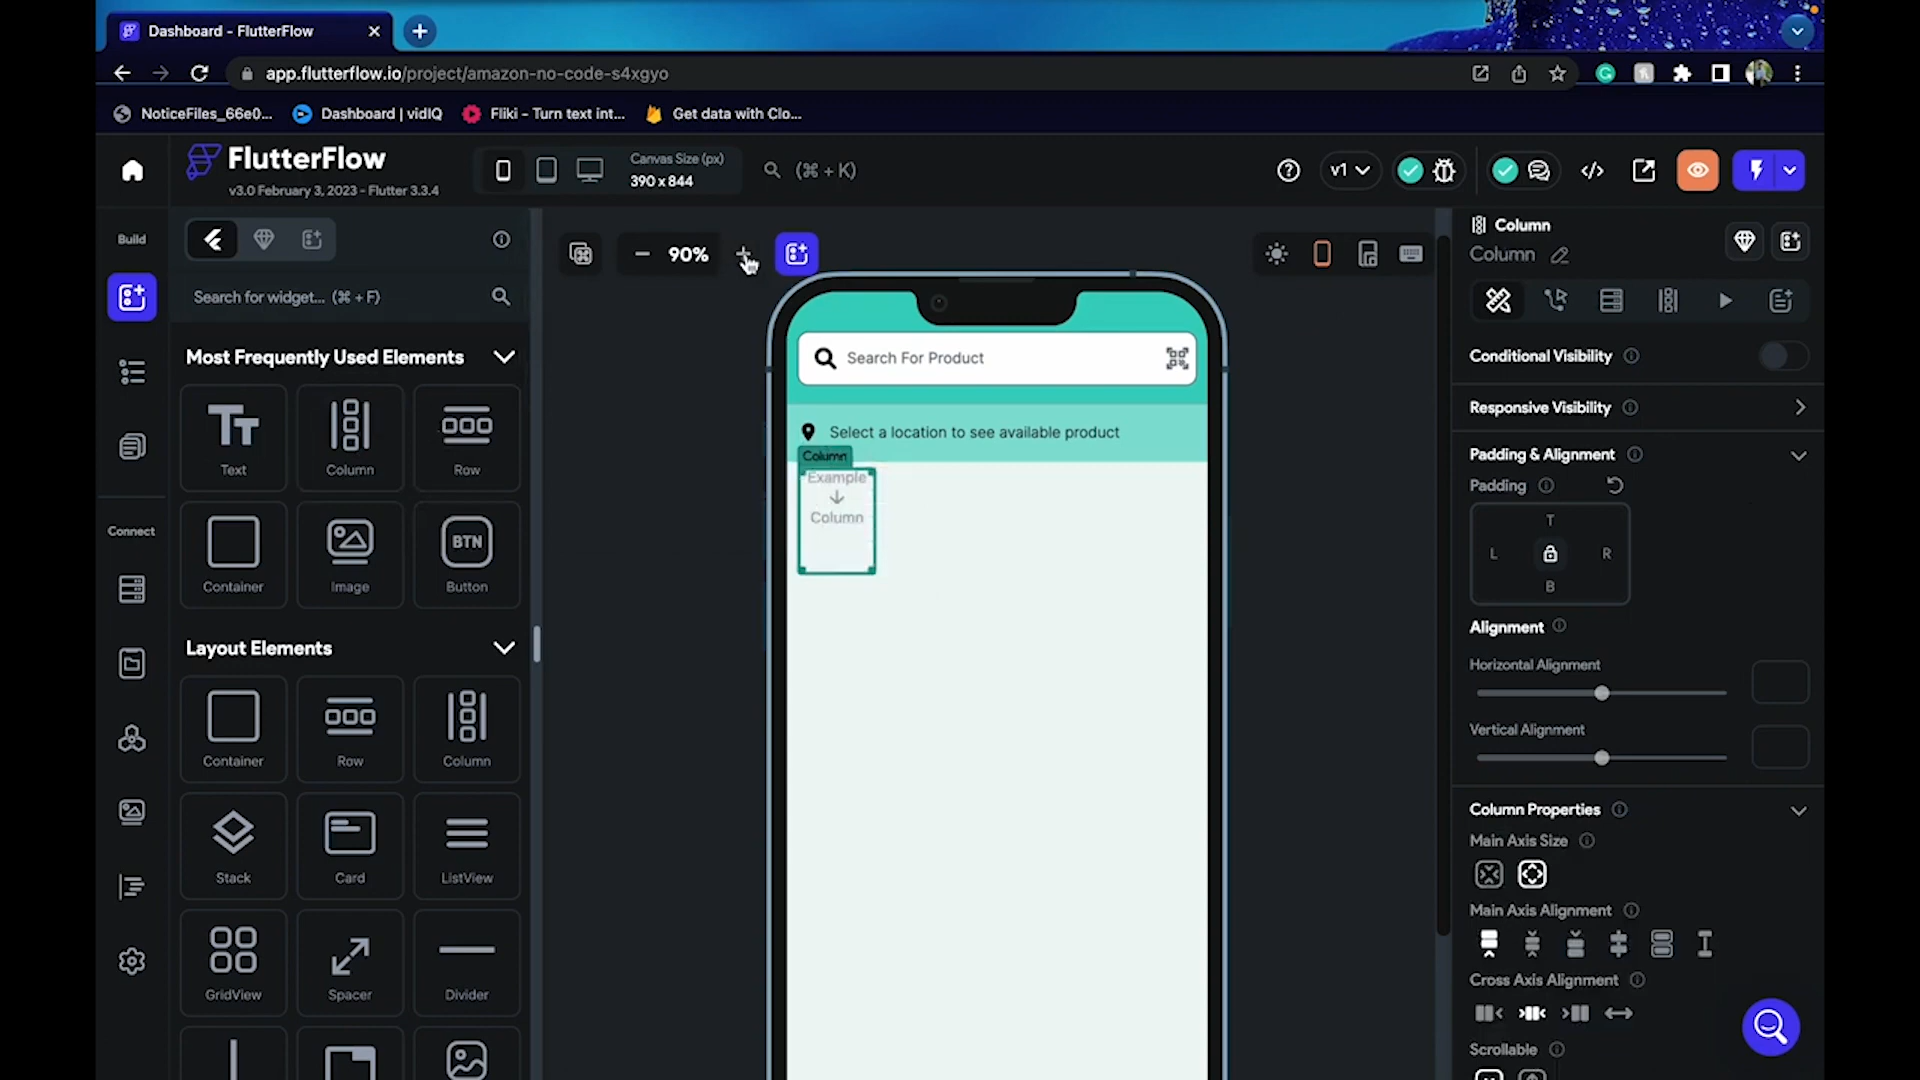 Dashboard - FlutterFlow
app.flutterflow.io/project/amazon-no-code-s4xgyo
NoticeFiles_66e0...
Dashboard | vidIQ
Fliki - Turn text int...
Get data with Clo...
FlutterFlow
v3.0 February 3, 2023 - Flutter 3.3.4
Canvas Size (px)
390 x 844
(⌘ + K)
v1
Build
Search for widget... (⌘ + F)
Most Frequently Used Elements
Text
Column
Row
Container
Image
BTN
Button
Connect
Layout Elements
Container
Row
Column
Stack
Card
ListView
GridView
Spacer
Divider
90%
Search For Product
Select a location to see available product
Column
Example
Column
Column
Column
Conditional Visibility
Responsive Visibility
Padding & Alignment
Padding
T
L
R
B
Alignment
Horizontal Alignment
Vertical Alignment
Column Properties
Main Axis Size
Main Axis Alignment
Cross Axis Alignment
Scrollable